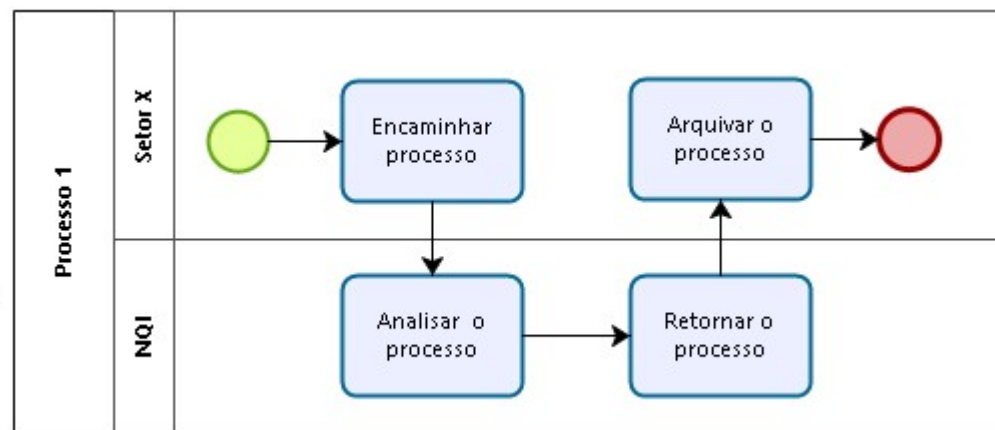 Processo 1
Setor X
Encaminhar
processo
Arquivar o
processo
NQI
Analisar o
processo
Retornar o
processo